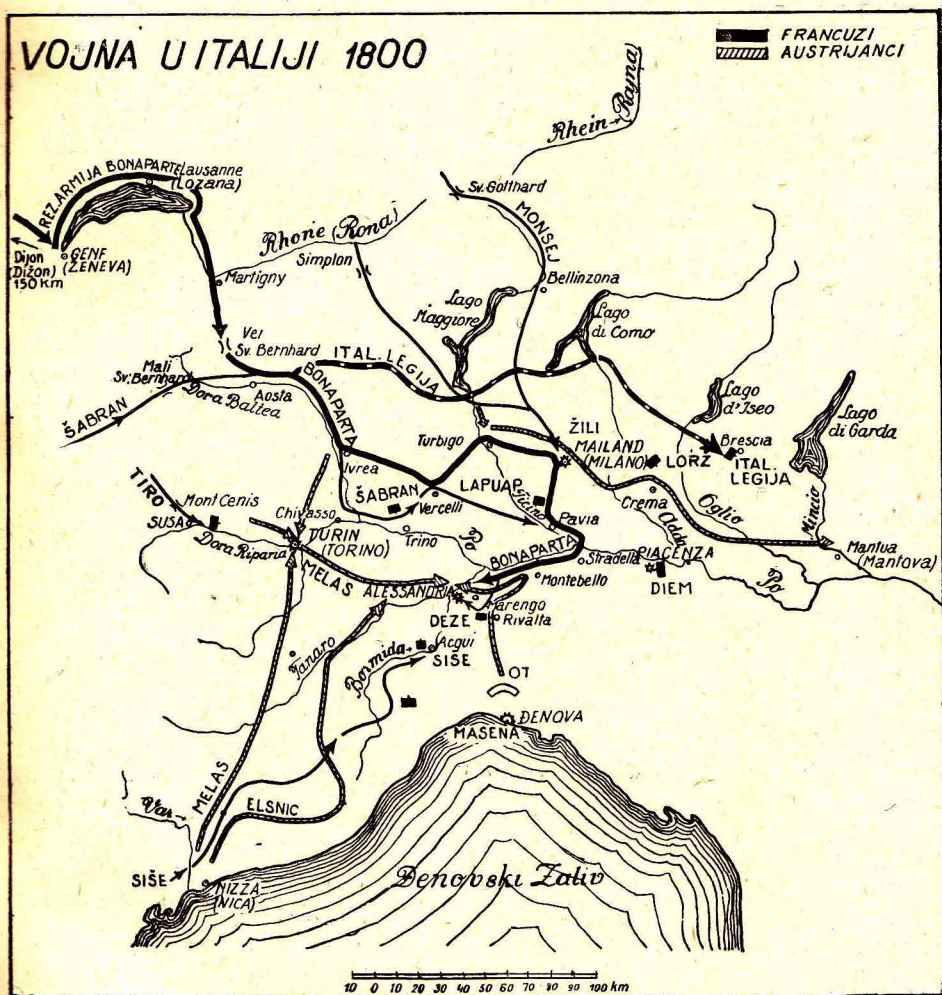 VOJNA U ITALIJI 1800
FRANCUZI
AUSTRIJANCI
Rhein Rajna
REZ. ARMIJA BONAPARTE
Lausanne
(Lozana)
Sv. Gotthard
MONSEJ
Rhone (Rona)
Dijon
(Dižon)
150 km
GENF
(ŽENEVA)
Simplon
Martigny
Bellinzona
Lago
Maggiore
Lago
di Como
Vel
Sv. Bernhard
ITAL. LEGIJA
Mali
Sv. Bernhard
BONAPARTA
Aosta
Dora Baltea
ŠABRAN
Lago
d'Iseo
Lago
di Garda
ŽILI
Turbigo
MAILAND
(MILANO)
LORZ
Brescia
ITAL.
LEGIJA
Ivrea
TIRO
Mont Cenis
ŠABRAN
LAPUAP
Vercelli
Ticino
Crema
Oglio
Mincio
SUSA
Chivasso
Pavia
Adda
Dora Riparia
TURIN
(TORINO)
Trino
Po
BONAPARTA
Stradella
PIACENZA
Mantua
(Mantova)
MELAS
ALESSANDRIA
Montebello
DIEM
Po
Marengo
DEZE
Rivalta
Tanaro
Bormida
Acqui
SIŠE
OT
ĐENOVA
MASENA
MELAS
Var
ELSNIC
SIŠE
NIZZA
(NICA)
Đenovski Zaliv
10 0 10 20 30 40 50 60 70 80 90 100 km